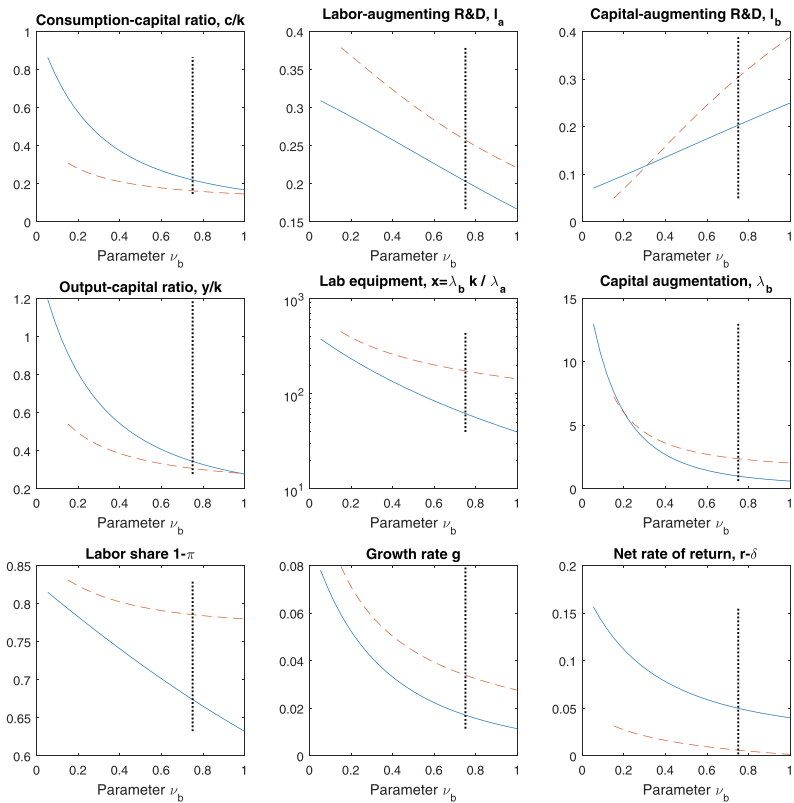 Consumption-capital ratio, c/k
1
0.8
0.6
0.4
0.2
0
0 0.2 0.4 0.6 0.8 1
Parameter ν_b
Labor-augmenting R&D, l_a
0.4
0.35
0.3
0.25
0.2
0.15
0 0.2 0.4 0.6 0.8 1
Parameter ν_b
Capital-augmenting R&D, l_b
0.4
0.3
0.2
0.1
0
0 0.2 0.4 0.6 0.8 1
Parameter ν_b
Output-capital ratio, y/k
1.2
1
0.8
0.6
0.4
0.2
0 0.2 0.4 0.6 0.8 1
Parameter ν_b
Lab equipment, x=λ_b k / λ_a
10^3
10^2
10^1
0 0.2 0.4 0.6 0.8 1
Parameter ν_b
Capital augmentation, λ_b
15
10
5
0
0 0.2 0.4 0.6 0.8 1
Parameter ν_b
Labor share 1-π
0.85
0.8
0.75
0.7
0.65
0.6
0 0.2 0.4 0.6 0.8 1
Parameter ν_b
Growth rate g
0.08
0.06
0.04
0.02
0
0 0.2 0.4 0.6 0.8 1
Parameter ν_b
Net rate of return, r-δ
0.2
0.15
0.1
0.05
0
0 0.2 0.4 0.6 0.8 1
Parameter ν_b